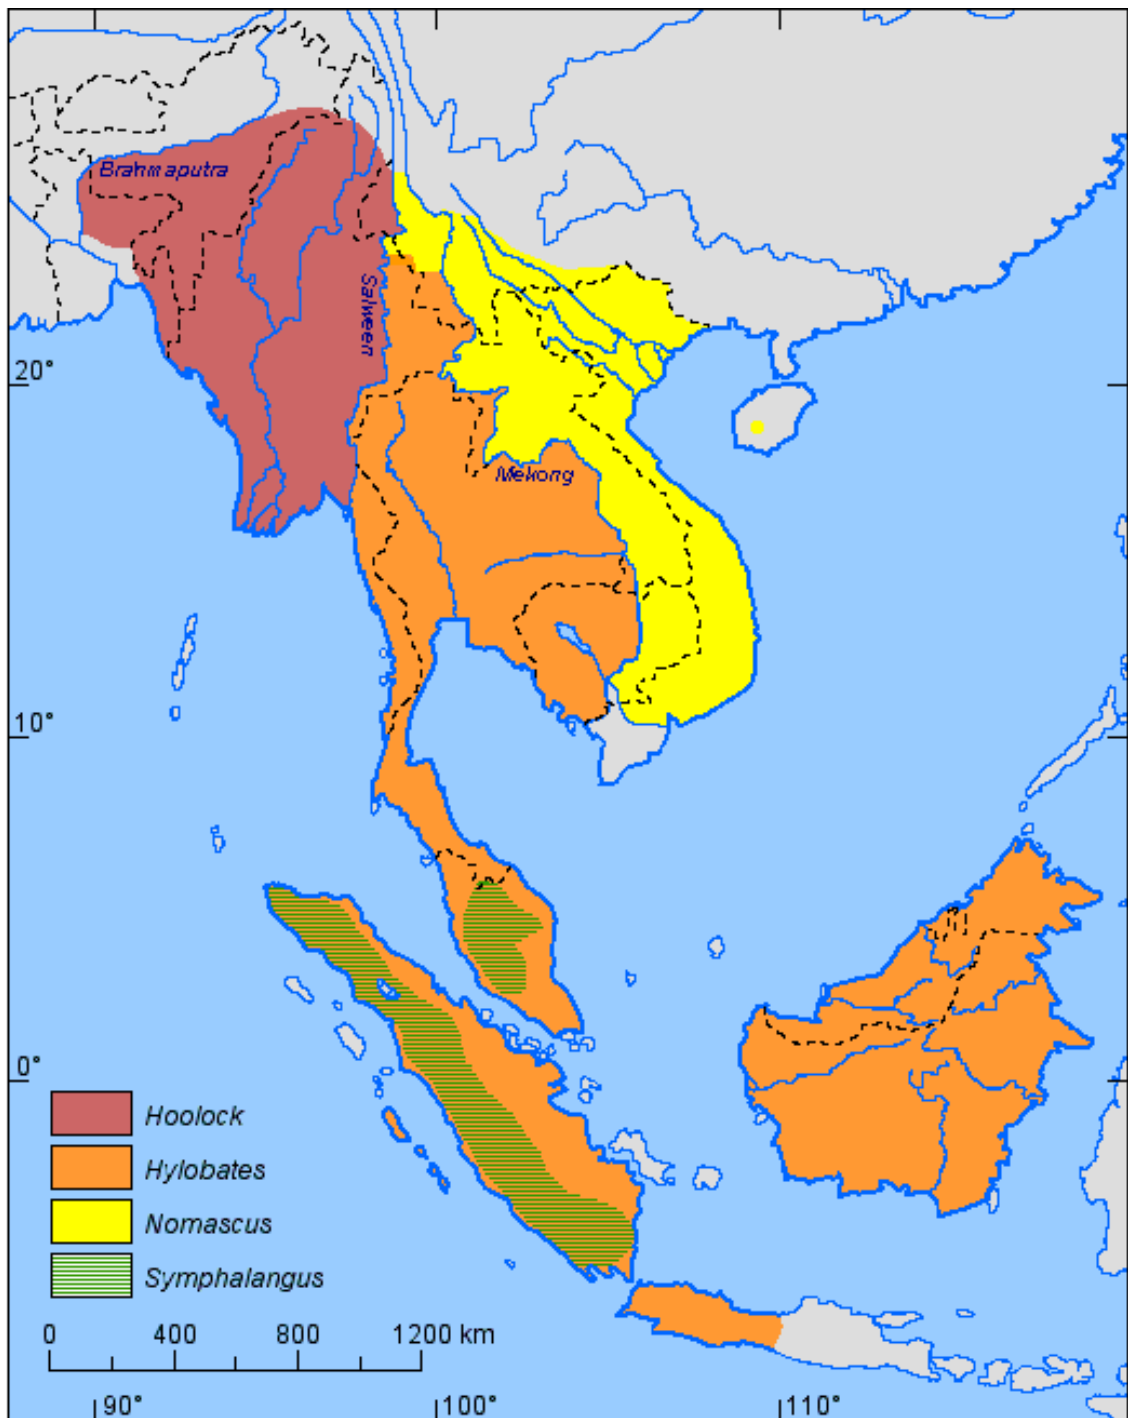 Brahmaputra
Salween
20°
Mekong
10°
0°
Hoolock
Hylobates
Nomascus
Symphalangus
0 400 800 1200 km
90° 100° 110°